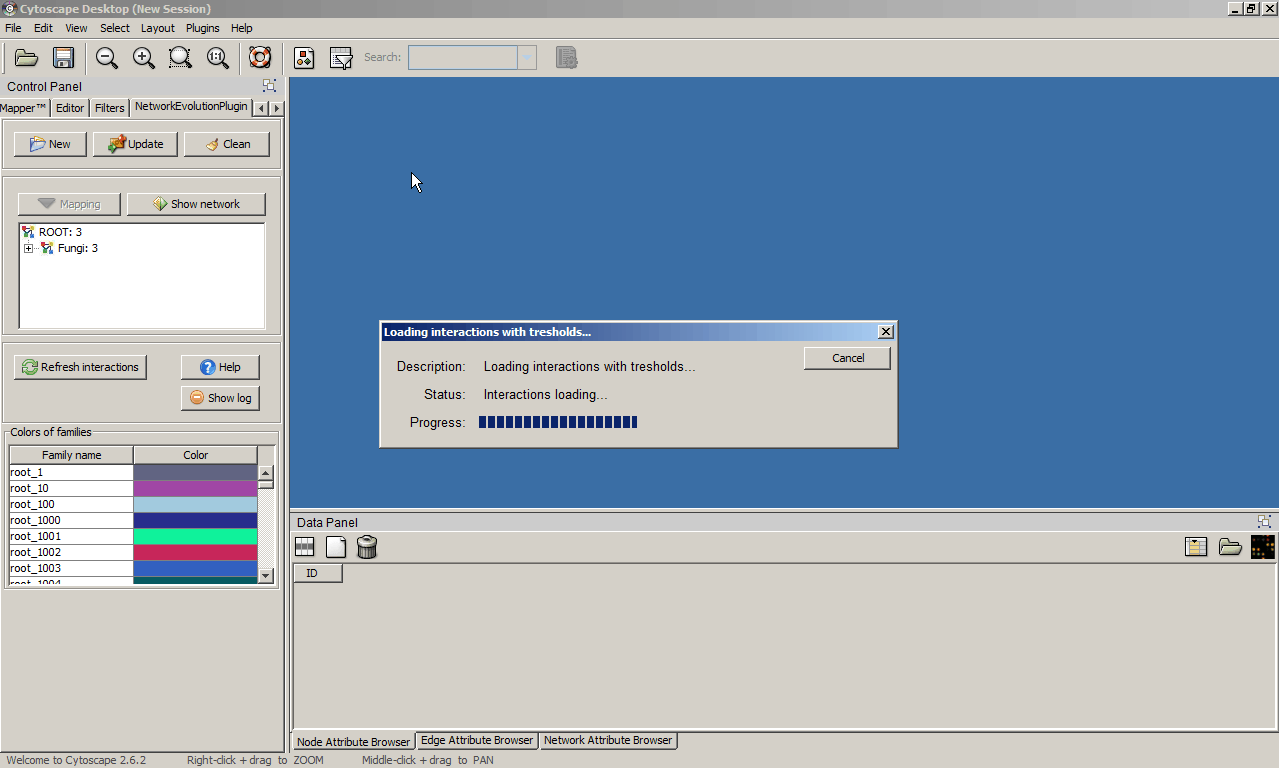 Cytoscape Desktop (New Session)
File Edit View Select Layout Plugins Help
1:1 Search:
Control Panel
Mapper™ Editor Filters NetworkEvolutionPlugin
New Update Clean
Mapping Show network
ROOT: 3
Fungi: 3
Refresh interactions Help
Show log
Colors of families
Family name Color
root_1
root_10
root_100
root_1000
root_1001
root_1002
root_1003
root_1004
Loading interactions with tresholds...
Description: Loading interactions with tresholds...
Cancel
Status: Interactions loading...
Progress:
Data Panel
ID
Node Attribute Browser Edge Attribute Browser Network Attribute Browser
Welcome to Cytoscape 2.6.2 Right-click + drag to ZOOM Middle-click + drag to PAN